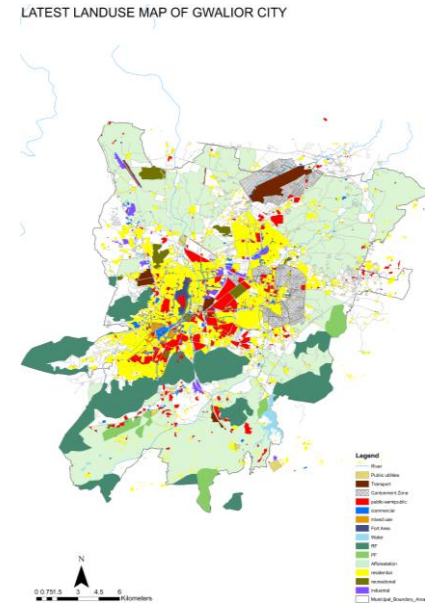 LATEST LANDUSE MAP OF GWALIOR CITY
Legend
River
Public utilities
Transport
Cantonment Zone
public-semipublic
commercial
mixed use
Fort Area
Water
RF
PF
Afforestation
residential
recreational
industrial
Municipal_Boundary_Area
N
0 0.75 1.5 3 4.5 6
Kilometers